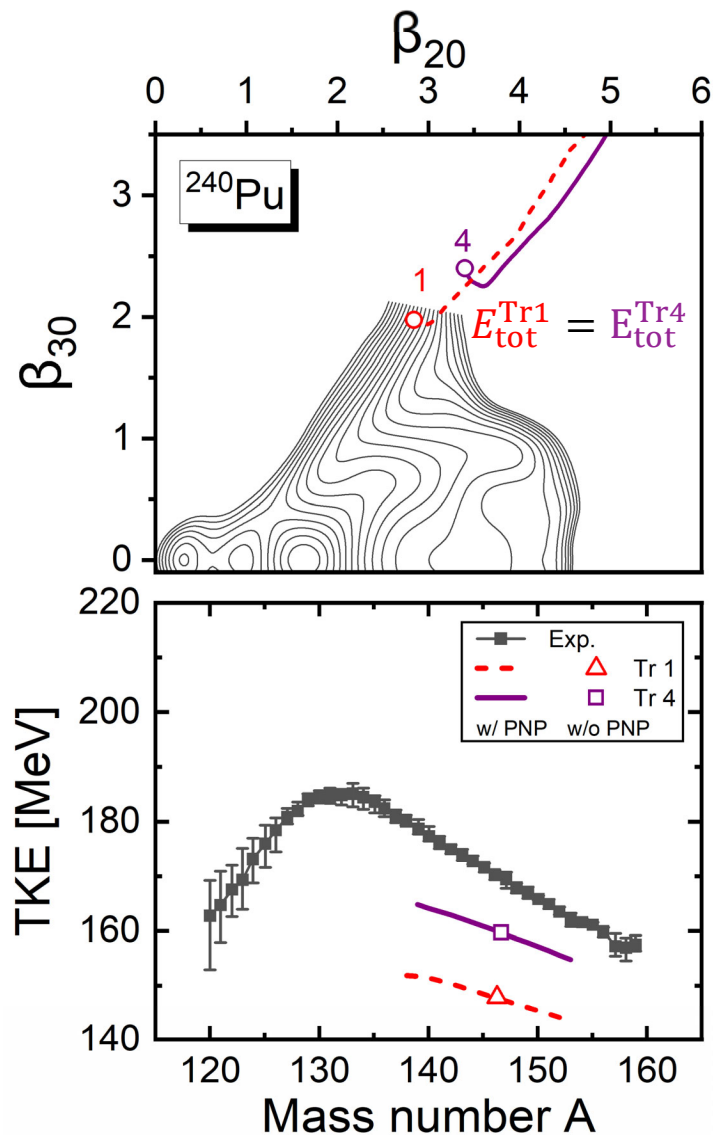 β20
0 1 2 3 4 5 6
240Pu
3
2
1
0
β30
4
1
E^Tr1_tot = E^Tr4_tot
220
200
180
160
140
TKE [MeV]
Exp.
Tr 1
Tr 4
w/ PNP w/o PNP
120 130 140 150 160
Mass number A